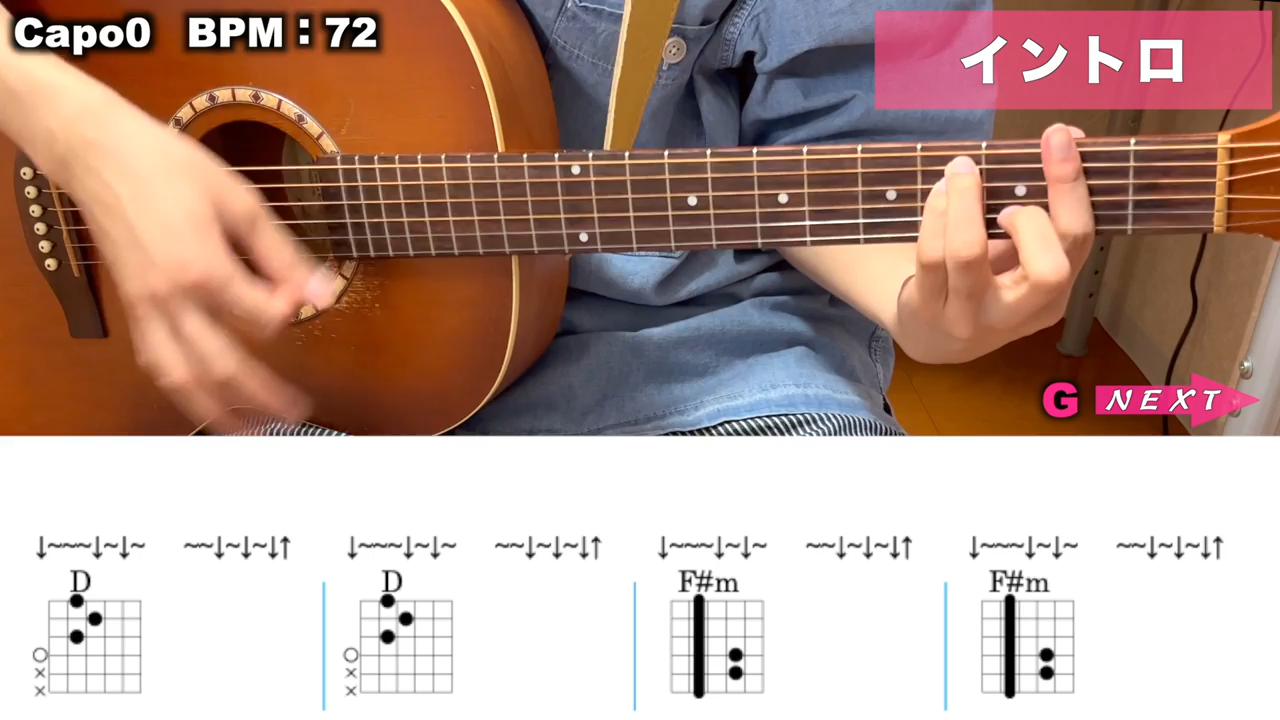 Capo0 BPM：72
イントロ
G NEXT
↓~~~↓~↓~ ~~↓~↓~↓↑ ↓~~~↓~↓~ ~~↓~↓~↓↑ ↓~~~↓~↓~ ~~↓~↓~↓↑ ↓~~~↓~↓~ ~~↓~↓~↓↑
D D F#m F#m
○ ○
× ×
× ×